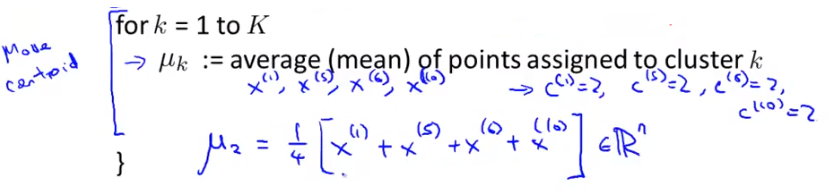 for k = 1 to K
Move centroid
→ μₖ := average (mean) of points assigned to cluster k
x⁽¹⁾, x⁽⁵⁾, x⁽⁶⁾, x⁽¹⁰⁾ → c⁽¹⁾=2, c⁽⁵⁾=2, c⁽⁶⁾=2, c⁽¹⁰⁾=2
μ₂ = 1/4 [x⁽¹⁾ + x⁽⁵⁾ + x⁽⁶⁾ + x⁽¹⁰⁾] ∈ ℝⁿ
}